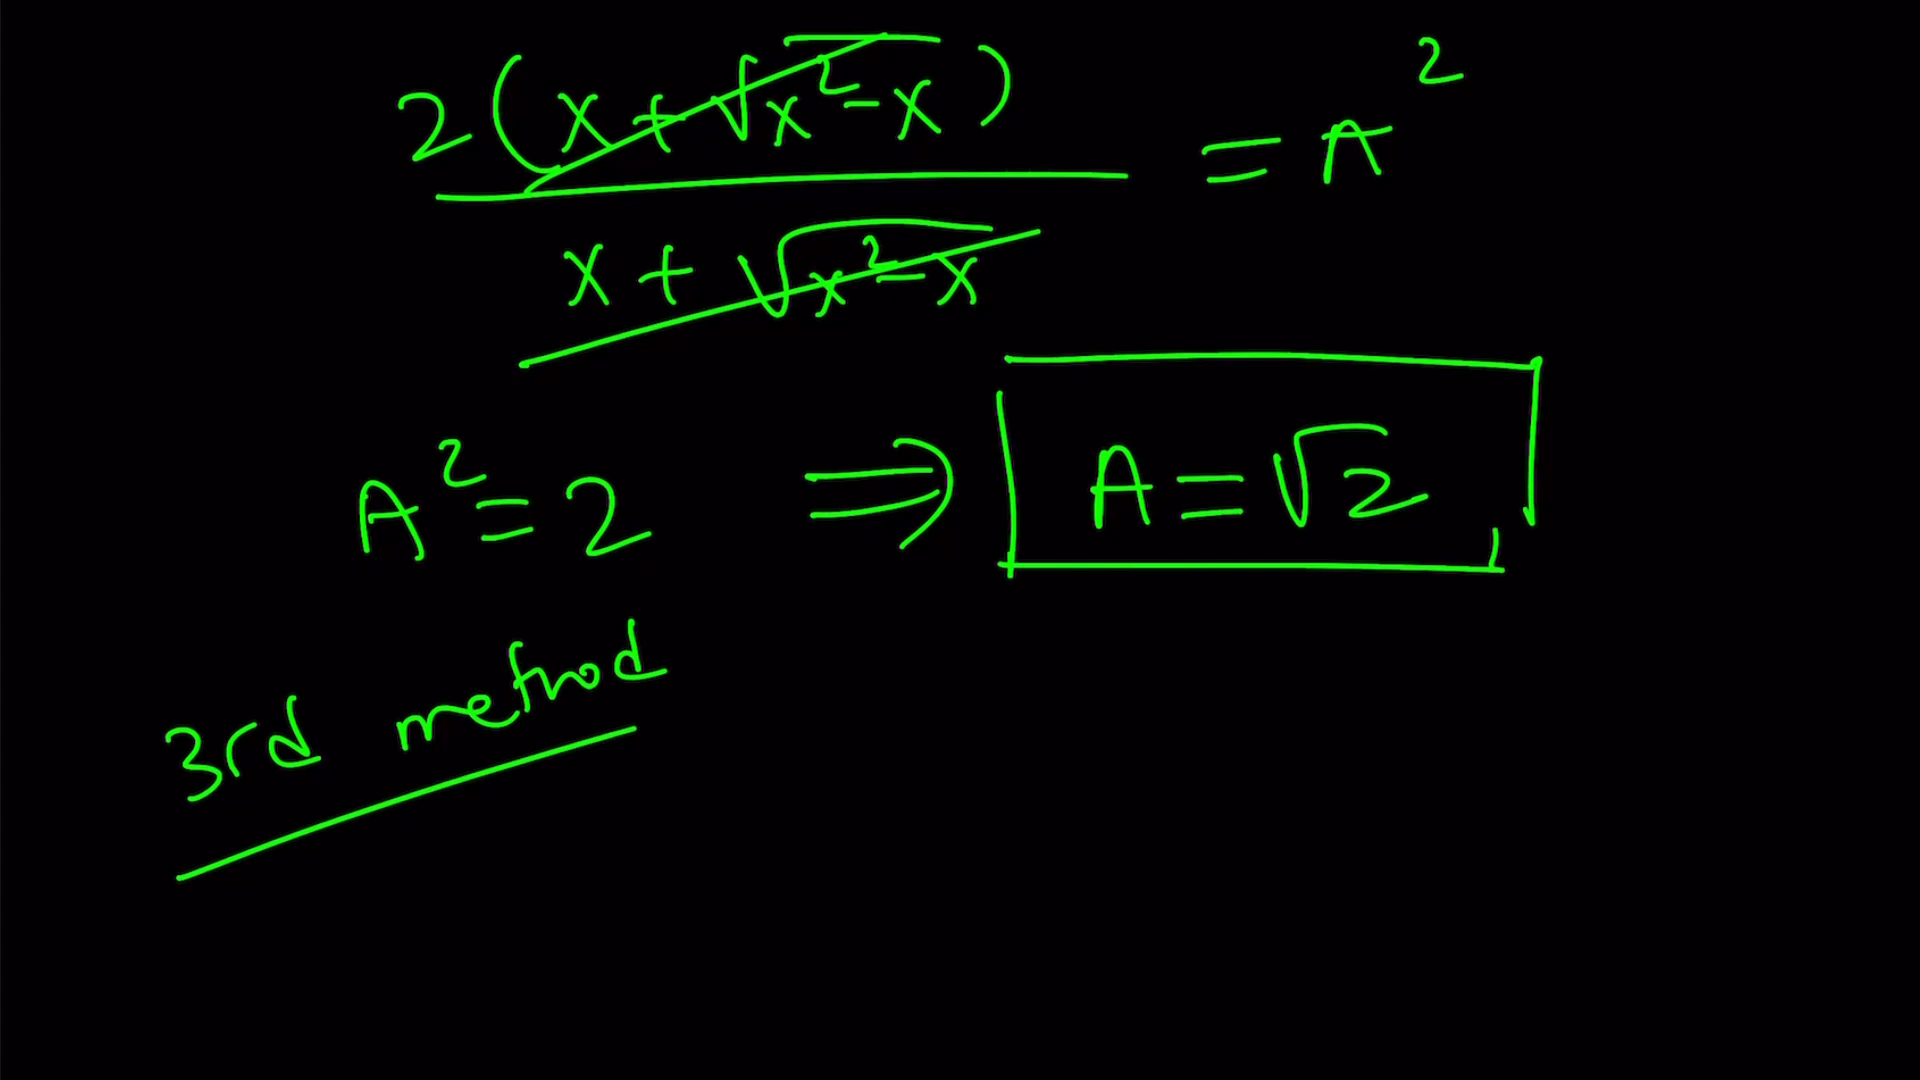 2(x+√x²-x)
= A²
x + √x²-x
A² = 2 ⇒ A = √2
3rd method